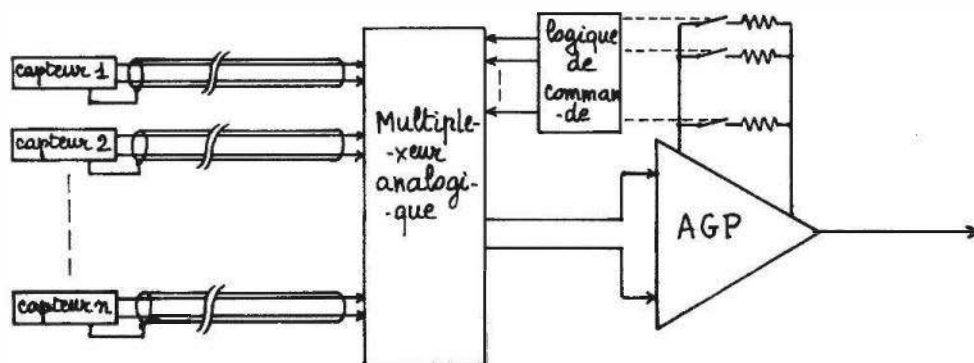 capteur 1
capteur 2
capteur n
Multiple-
-xeur
analogi-
-que
logique
de
comman-
-de
AGP